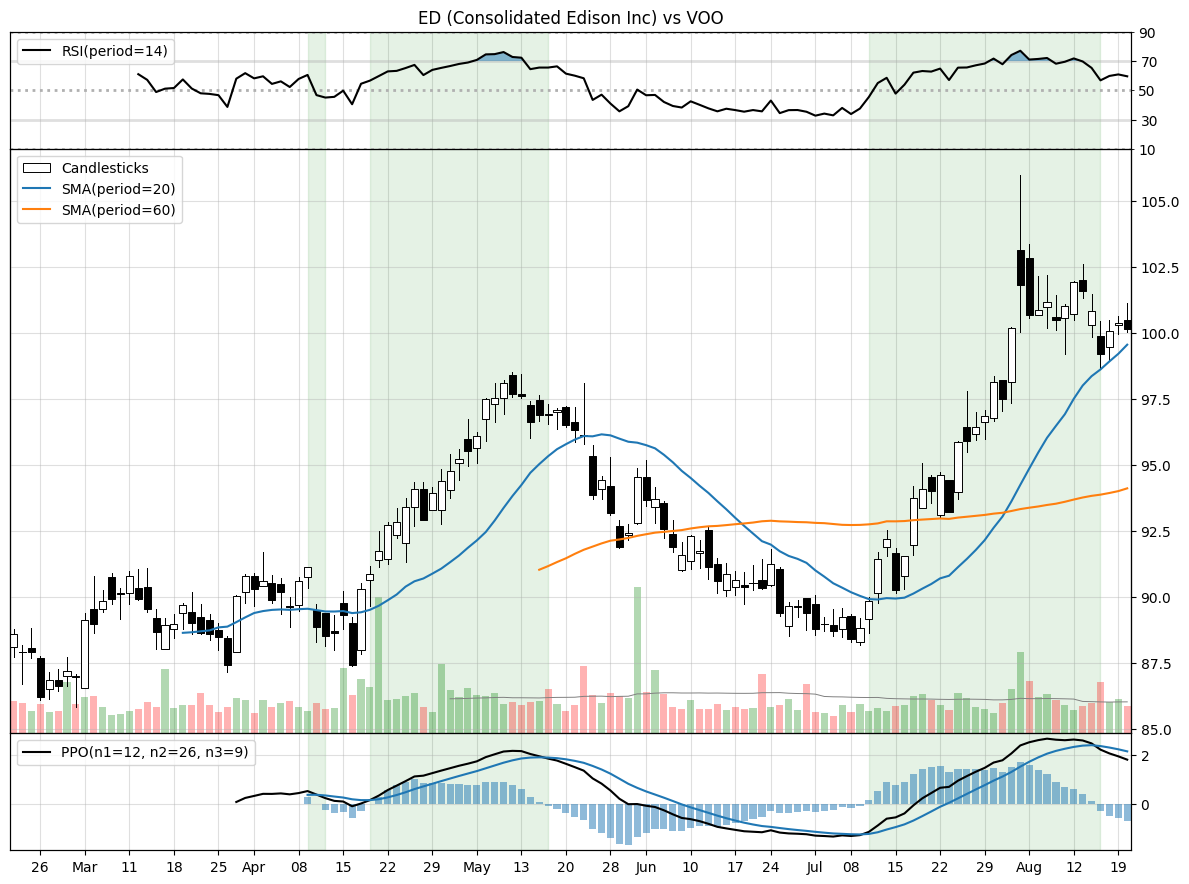 ED (Consolidated Edison Inc) vs VOO
RSI(period=14)
90
70
50
30
10
Candlesticks
SMA(period=20)
SMA(period=60)
105.0
102.5
100.0
97.5
95.0
92.5
90.0
87.5
85.0
PPO(n1=12, n2=26, n3=9)
2
0
26 Mar 11 18 25 Apr 08 15 22 29 May 13 20 28 Jun 10 17 24 Jul 08 15 22 29 Aug 12 19